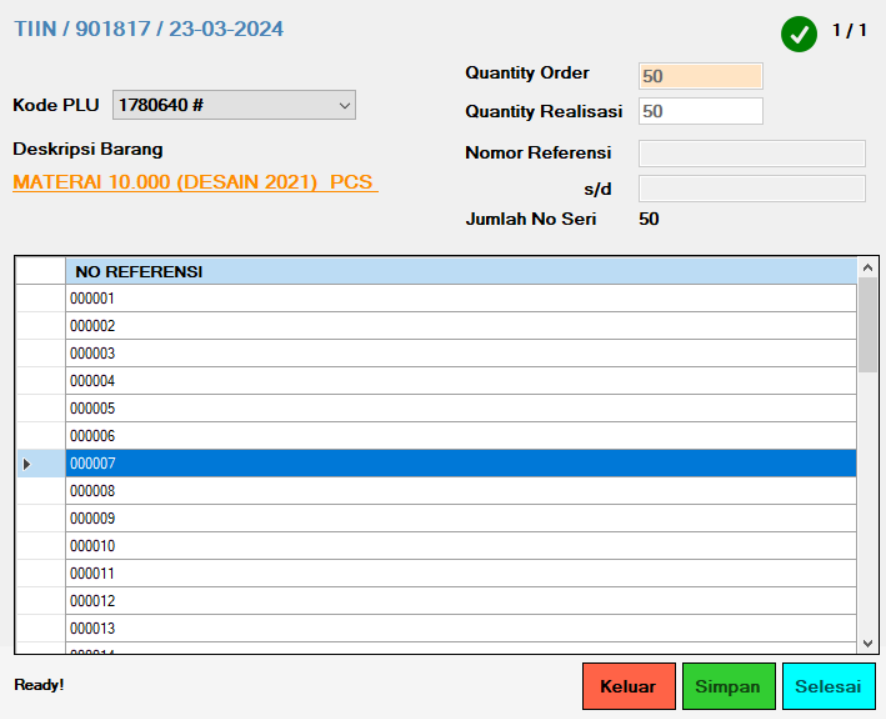 TIIN / 901817 / 23-03-2024
1 / 1
Kode PLU 1780640 #
Deskripsi Barang
MATERAI 10.000 (DESAIN 2021) PCS
Quantity Order 50
Quantity Realisasi 50
Nomor Referensi
s/d
Jumlah No Seri 50
NO REFERENSI
000001
000002
000003
000004
000005
000006
000007
000008
000009
000010
000011
000012
000013
000014
Ready!
Keluar
Simpan
Selesai